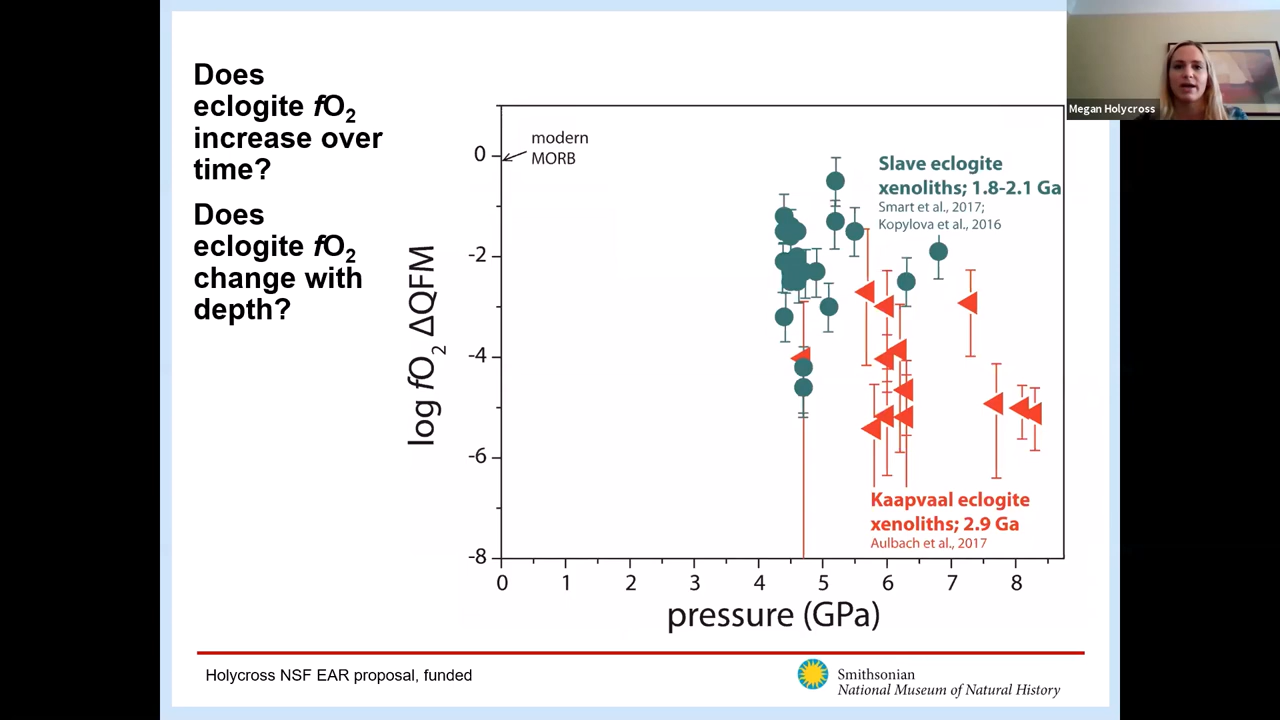 Does
eclogite fO2
increase over
time?
Does
eclogite fO2
change with
depth?
log fO2 ΔQFM
0
-2
-4
-6
-8
modern
MORB
Slave eclogite
xenoliths; 1.8-2.1 Ga
Smart et al., 2017;
Kopylova et al., 2016
Kaapvaal eclogite
xenoliths; 2.9 Ga
Aulbach et al., 2017
0 1 2 3 4 5 6 7 8
pressure (GPa)
Holycross NSF EAR proposal, funded
Smithsonian
National Museum of Natural History
Megan Holycross